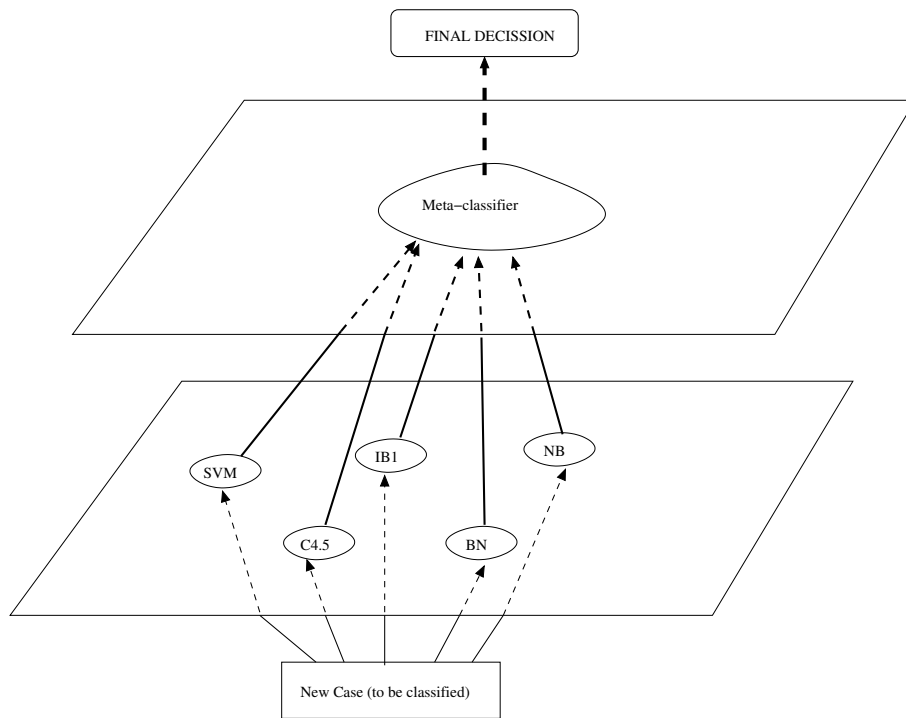 FINAL DECISSION
Meta-classifier
IB1
NB
SVM
C4.5
BN
New Case (to be classified)